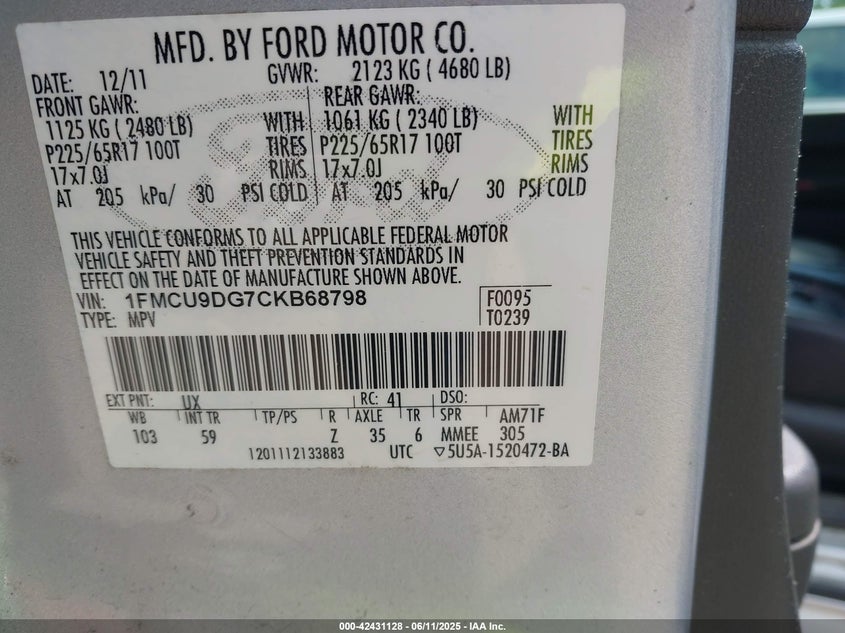 MFD. BY FORD MOTOR CO.
DATE: 12/11 GVWR: 2123 KG ( 4680 LB)
FRONT GAWR: REAR GAWR:
1125 KG ( 2480 LB) WITH 1061 KG ( 2340 LB) WITH
P225/65R17 100T TIRES P225/65R17 100T TIRES
17x7.0J RIMS 17x7.0J RIMS
AT 205 kPa/ 30 PSI COLD AT 205 kPa/ 30 PSI COLD
Ford
THIS VEHICLE CONFORMS TO ALL APPLICABLE FEDERAL MOTOR
VEHICLE SAFETY AND THEFT PREVENTION STANDARDS IN
EFFECT ON THE DATE OF MANUFACTURE SHOWN ABOVE.
VIN: 1FMCU9DG7CKB68798 F0095
TYPE: MPV T0239
EXT PNT: UX RC: 41 DSO:
WB INT TR TP/PS R AXLE TR SPR AM71F
103 59 Z 35 6 MMEE 305
1201112133883 UTC ▽5U5A-1520472-BA
000-42431128 - 06/11/2025 - IAA Inc.